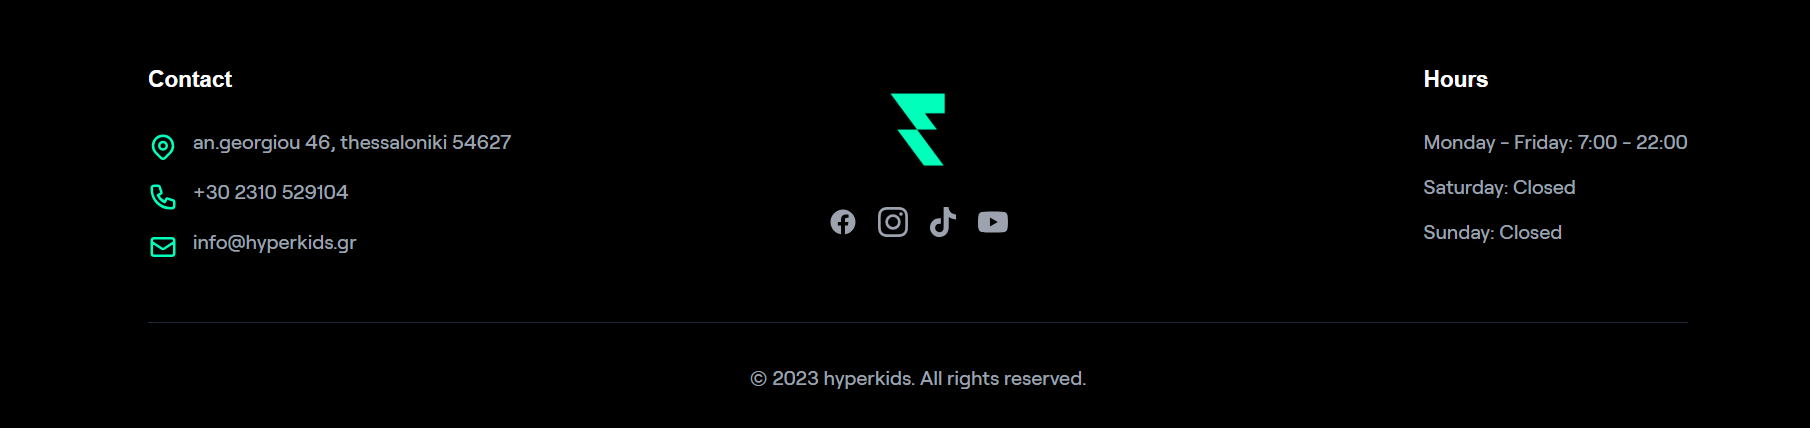 Contact
an.georgiou 46, thessaloniki 54627
+30 2310 529104
info@hyperkids.gr
Hours
Monday - Friday: 7:00 - 22:00
Saturday: Closed
Sunday: Closed
© 2023 hyperkids. All rights reserved.